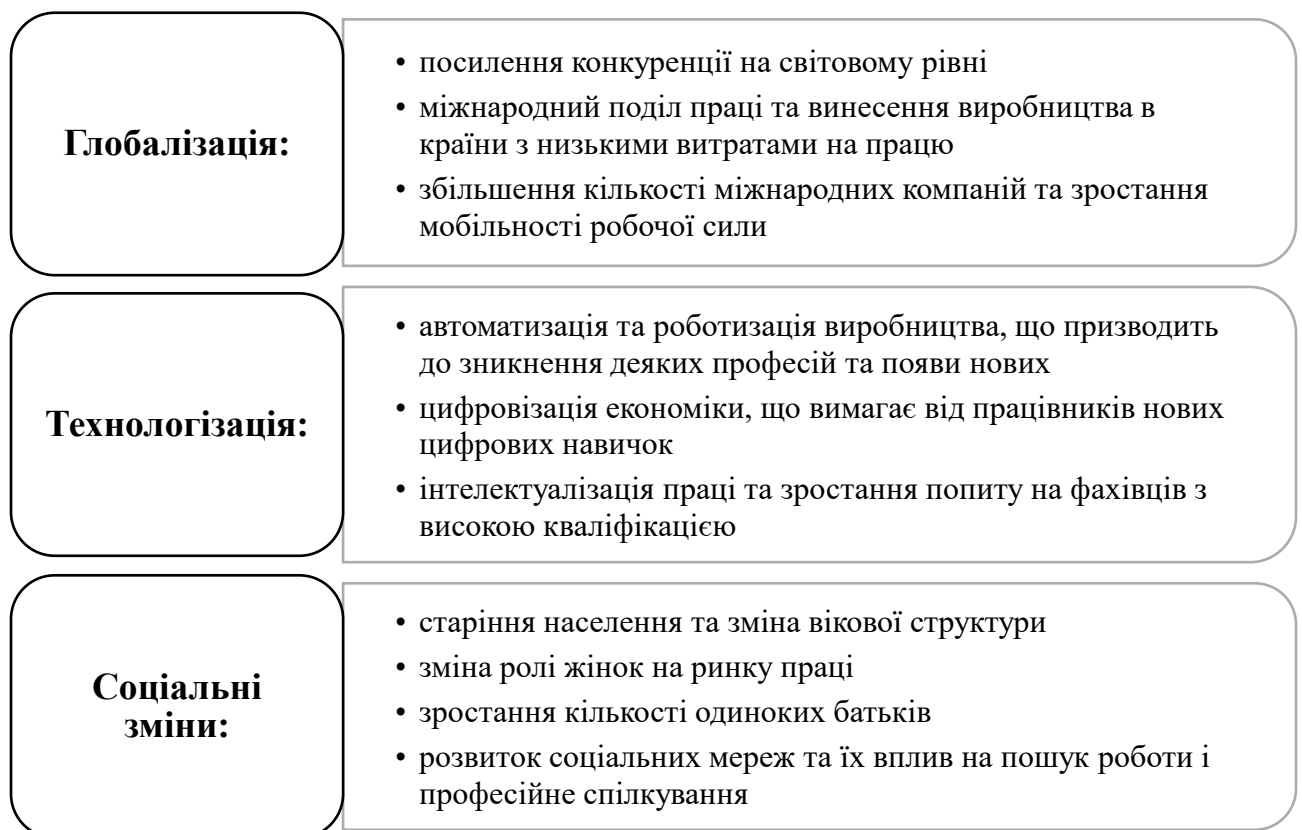 Глобалізація:
• посилення конкуренції на світовому рівні
• міжнародний поділ праці та винесення виробництва в
країни з низькими витратами на працю
• збільшення кількості міжнародних компаній та зростання
мобільності робочої сили
Технологізація:
• автоматизація та роботизація виробництва, що призводить
до зникнення деяких професій та появи нових
• цифровізація економіки, що вимагає від працівників нових
цифрових навичок
• інтелектуалізація праці та зростання попиту на фахівців з
високою кваліфікацією
Соціальні
зміни:
• старіння населення та зміна вікової структури
• зміна ролі жінок на ринку праці
• зростання кількості одиноких батьків
• розвиток соціальних мереж та їх вплив на пошук роботи і
професійне спілкування